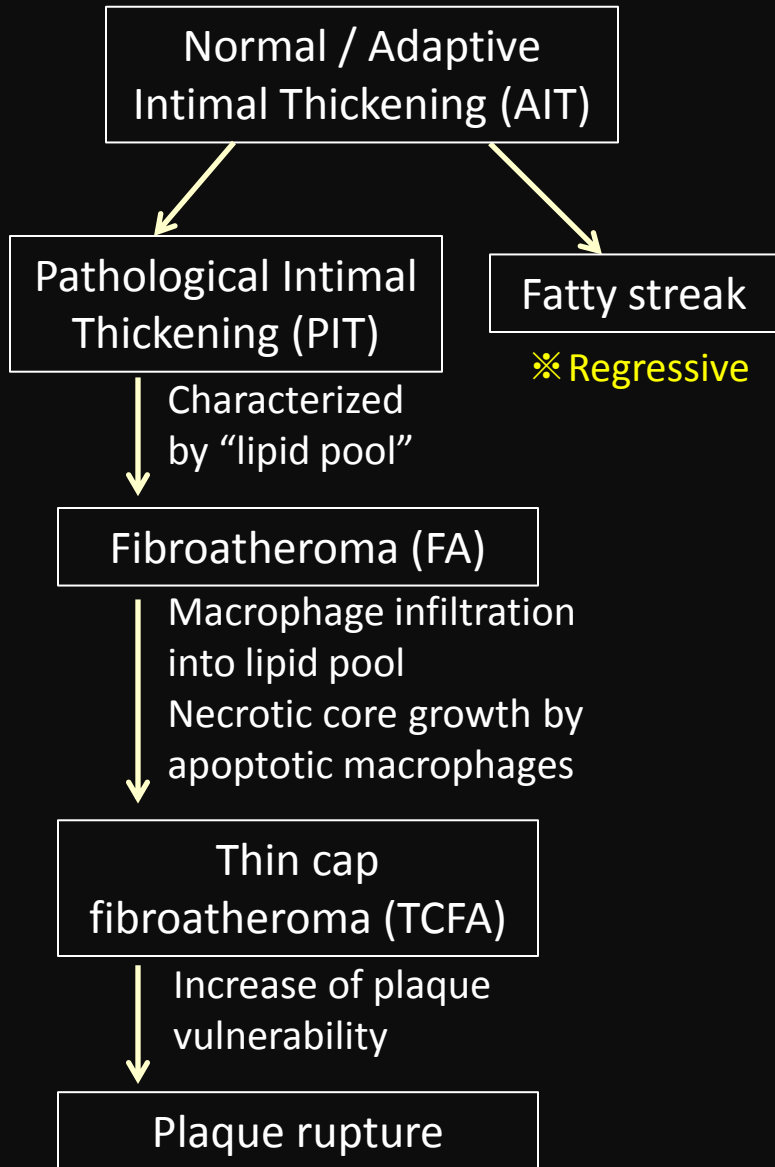 Normal / Adaptive
Intimal Thickening (AIT)
Pathological Intimal
Thickening (PIT)
Fatty streak
※Regressive
Characterized
by “lipid pool”
Fibroatheroma (FA)
Macrophage infiltration
into lipid pool
Necrotic core growth by
apoptotic macrophages
Thin cap
fibroatheroma (TCFA)
Increase of plaque
vulnerability
Plaque rupture